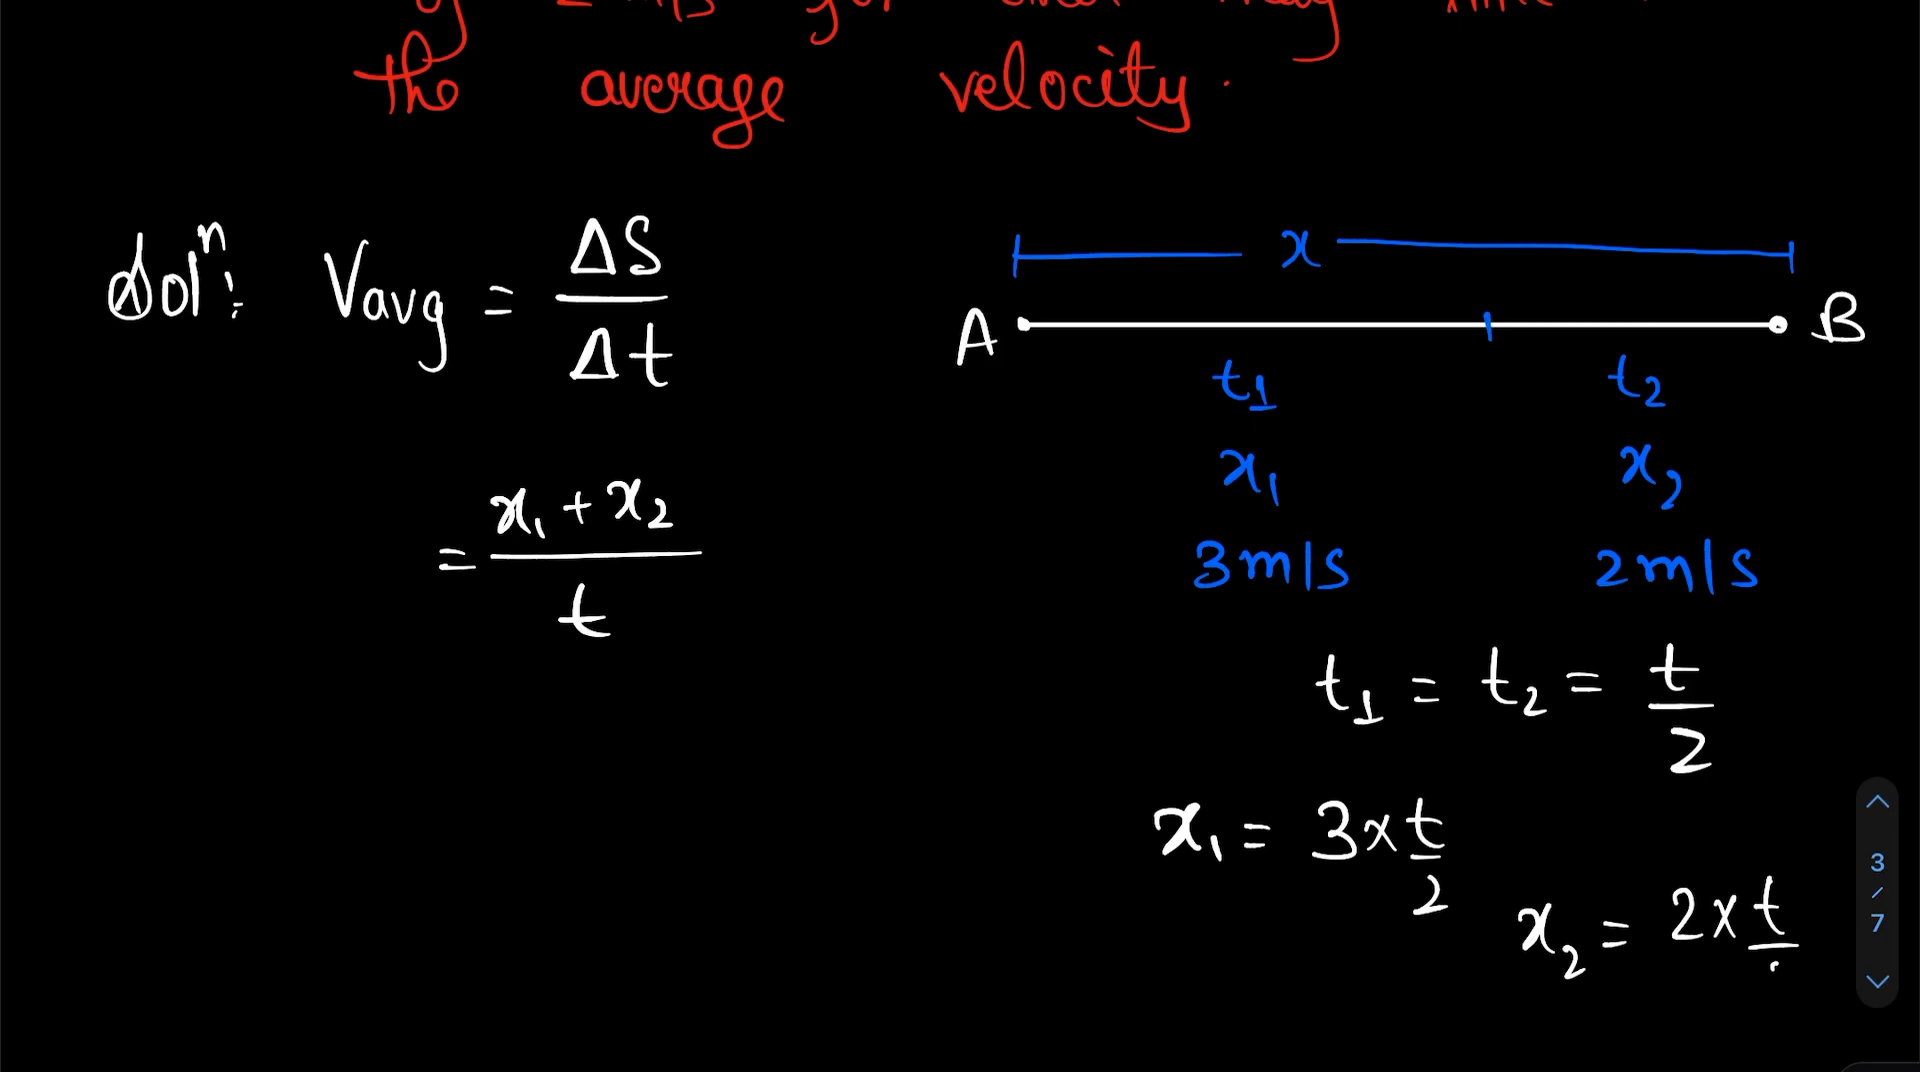 the average velocity.
Solⁿ: Vavg = ΔS / Δt
= x₁ + x₂ / t
x
A B
t₁ t₂
x₁ x₂
3m/s 2m/s
t₁ = t₂ = t / 2
x₁ = 3 × t / 2
x₂ = 2 × t /
3 / 7